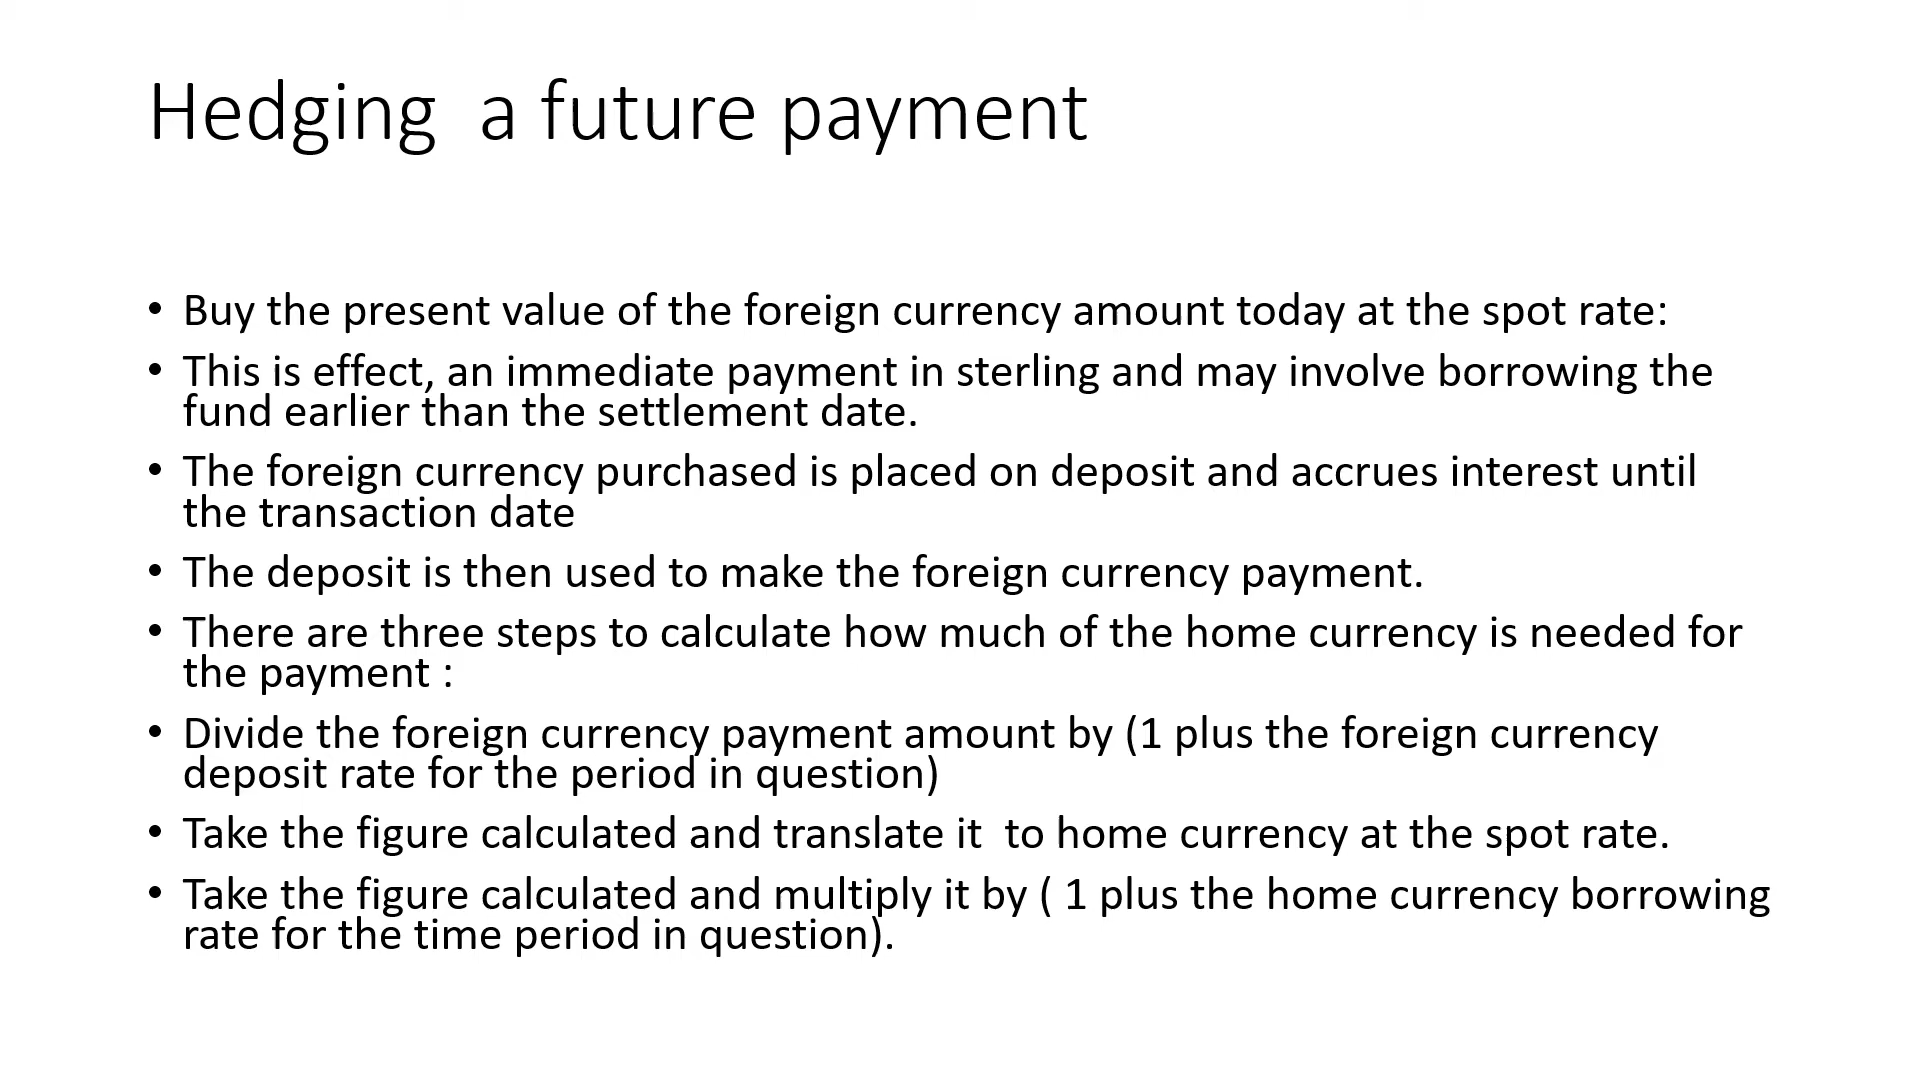 Hedging  a future payment
• Buy the present value of the foreign currency amount today at the spot rate:
• This is effect, an immediate payment in sterling and may involve borrowing the
fund earlier than the settlement date.
• The foreign currency purchased is placed on deposit and accrues interest until
the transaction date
• The deposit is then used to make the foreign currency payment.
• There are three steps to calculate how much of the home currency is needed for
the payment :
• Divide the foreign currency payment amount by (1 plus the foreign currency
deposit rate for the period in question)
• Take the figure calculated and translate it  to home currency at the spot rate.
• Take the figure calculated and multiply it by ( 1 plus the home currency borrowing
rate for the time period in question).